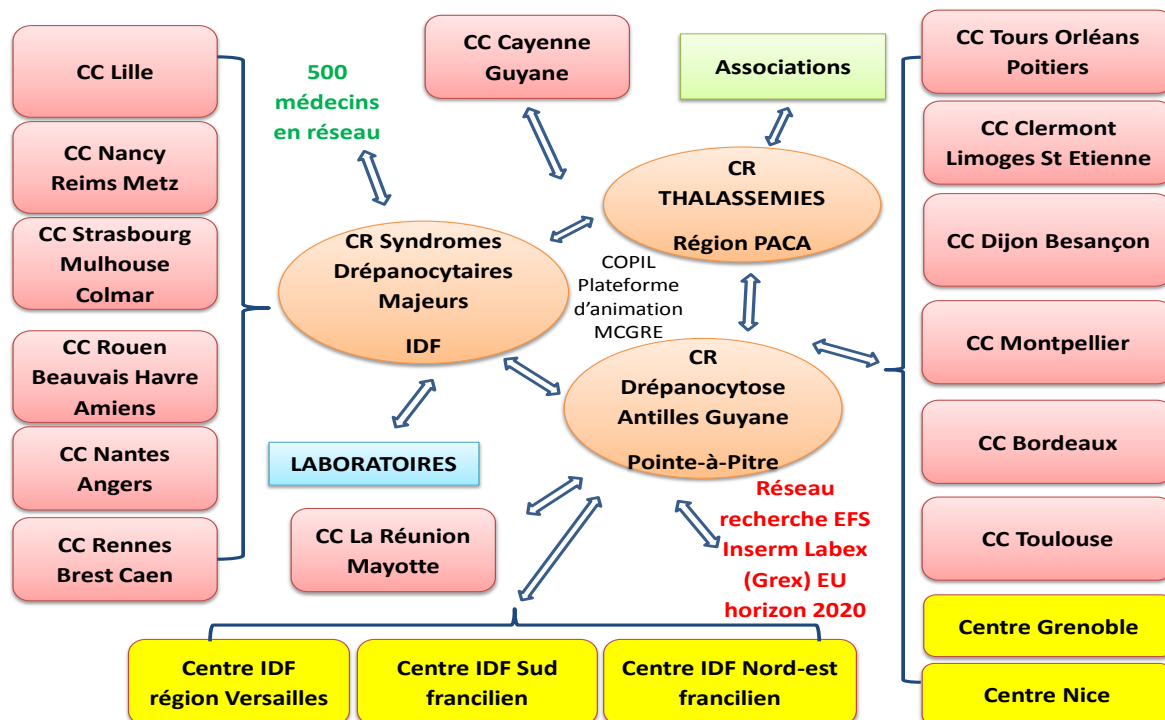 CC Lille
CC Nancy
Reims Metz
CC Strasbourg
Mulhouse
Colmar
CC Rouen
Beauvais Havre
Amiens
CC Nantes
Angers
CC Rennes
Brest Caen
500
médecins
en réseau
CC Cayenne
Guyane
Associations
CR
THALASSEMIES
Région PACA
CR Syndromes
Drépanocytaires
Majeurs
IDF
COPIL
Plateforme
d’animation
MCGRE
CR
Drépanocytose
Antilles Guyane
Pointe-à-Pitre
LABORATOIRES
CC La Réunion
Mayotte
Réseau
recherche EFS
Inserm Labex
(Grex) EU
horizon 2020
Centre IDF
région Versailles
Centre IDF Sud
francilien
Centre IDF Nord-est
francilien
CC Tours Orléans
Poitiers
CC Clermont
Limoges St Etienne
CC Dijon Besançon
CC Montpellier
CC Bordeaux
CC Toulouse
Centre Grenoble
Centre Nice